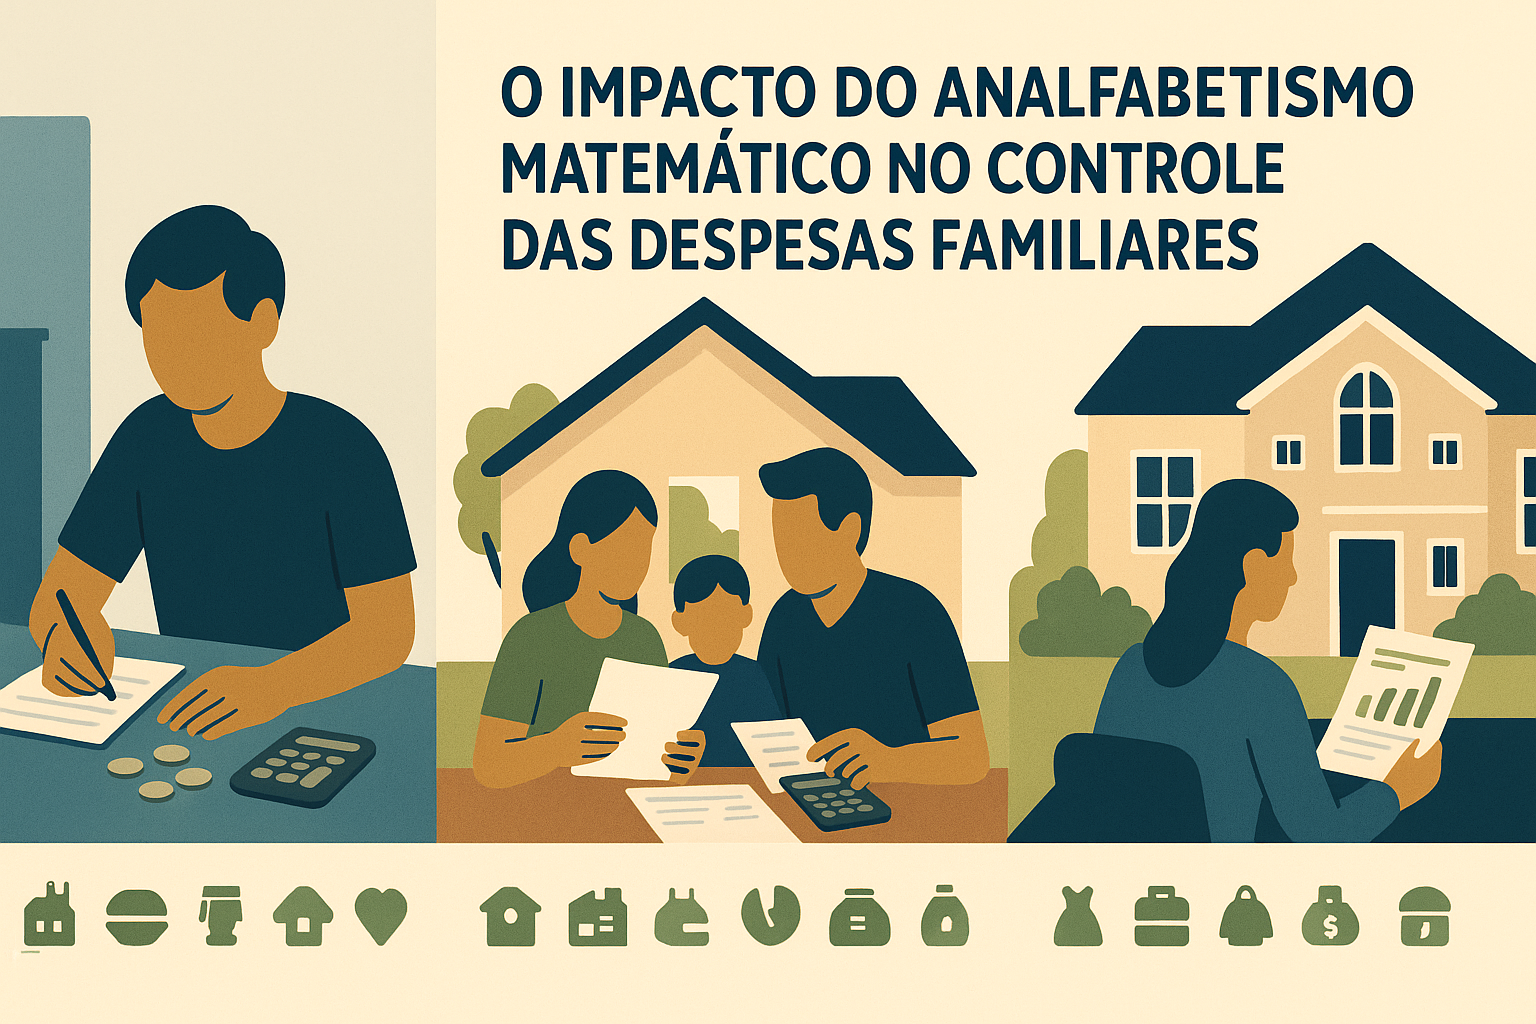 O IMPACTO DO ANALFABETISMO
MATEMÁTICO NO CONTROLE
DAS DESPESAS FAMILIARES
$